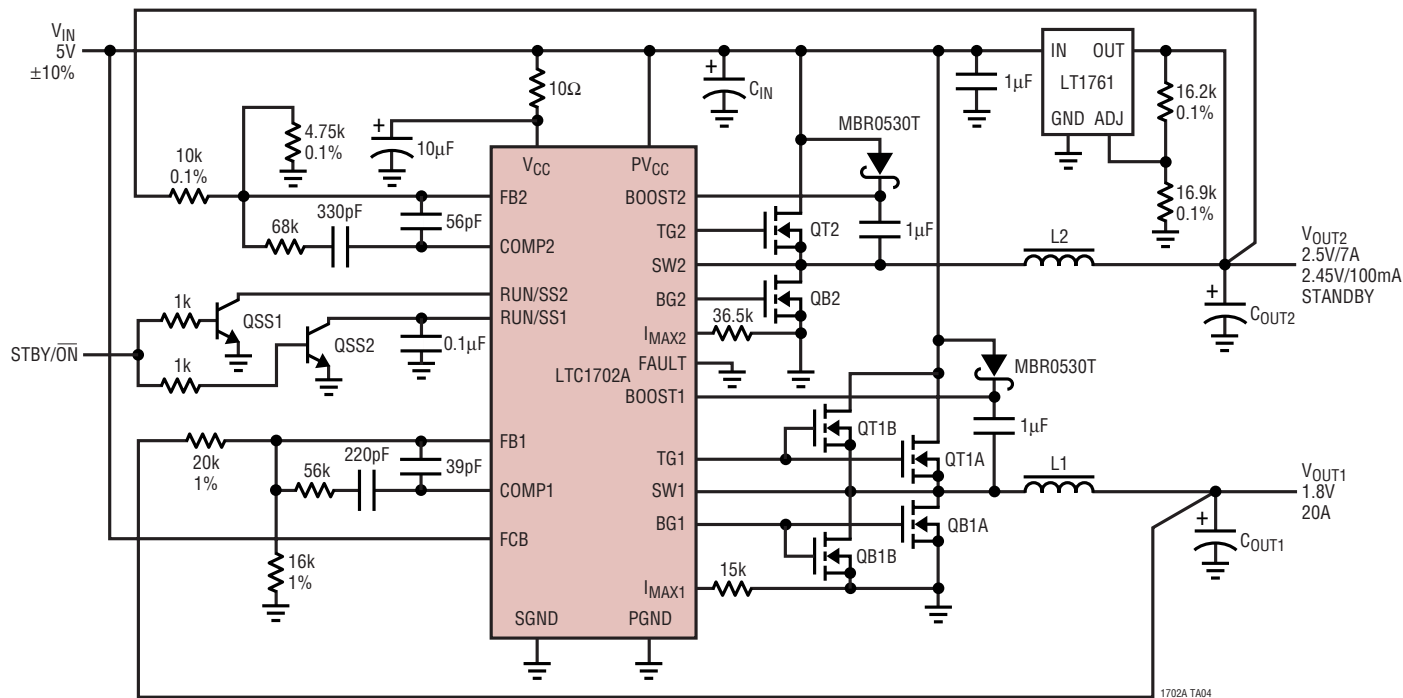 VIN
5V
±10%
10Ω
+
CIN
1µF
IN OUT
LT1761
GND ADJ
16.2k
0.1%
16.9k
0.1%
4.75k
0.1%
+
10µF
MBR0530T
10k
0.1%
VCC
PVCC
FB2
BOOST2
330pF
56pF
68k
COMP2
TG2
QT2
1µF
L2
VOUT2
2.5V/7A
2.45V/100mA
STANDBY
SW2
+
COUT2
1k
QSS1
RUN/SS2
BG2
QB2
RUN/SS1
36.5k
IMAX2
STBY/ON
QSS2
0.1µF
1k
FAULT
LTC1702A
MBR0530T
BOOST1
1µF
QT1B
20k
1%
FB1
220pF
39pF
56k
TG1
QT1A
L1
VOUT1
1.8V
20A
COMP1
SW1
+
COUT1
BG1
QB1A
FCB
QB1B
16k
1%
15k
IMAX1
SGND
PGND
1702A TA04